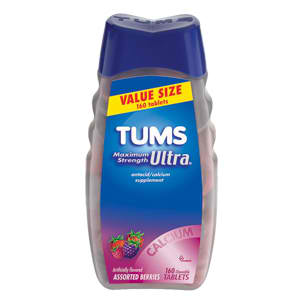 TUMS
VALUE SIZE
160 tablets
TUMS
Maximum
Strength Ultra®
antacid/calcium
supplement
CALCIUM
Artificially flavored
ASSORTED BERRIES
160 Chewable
TABLETS